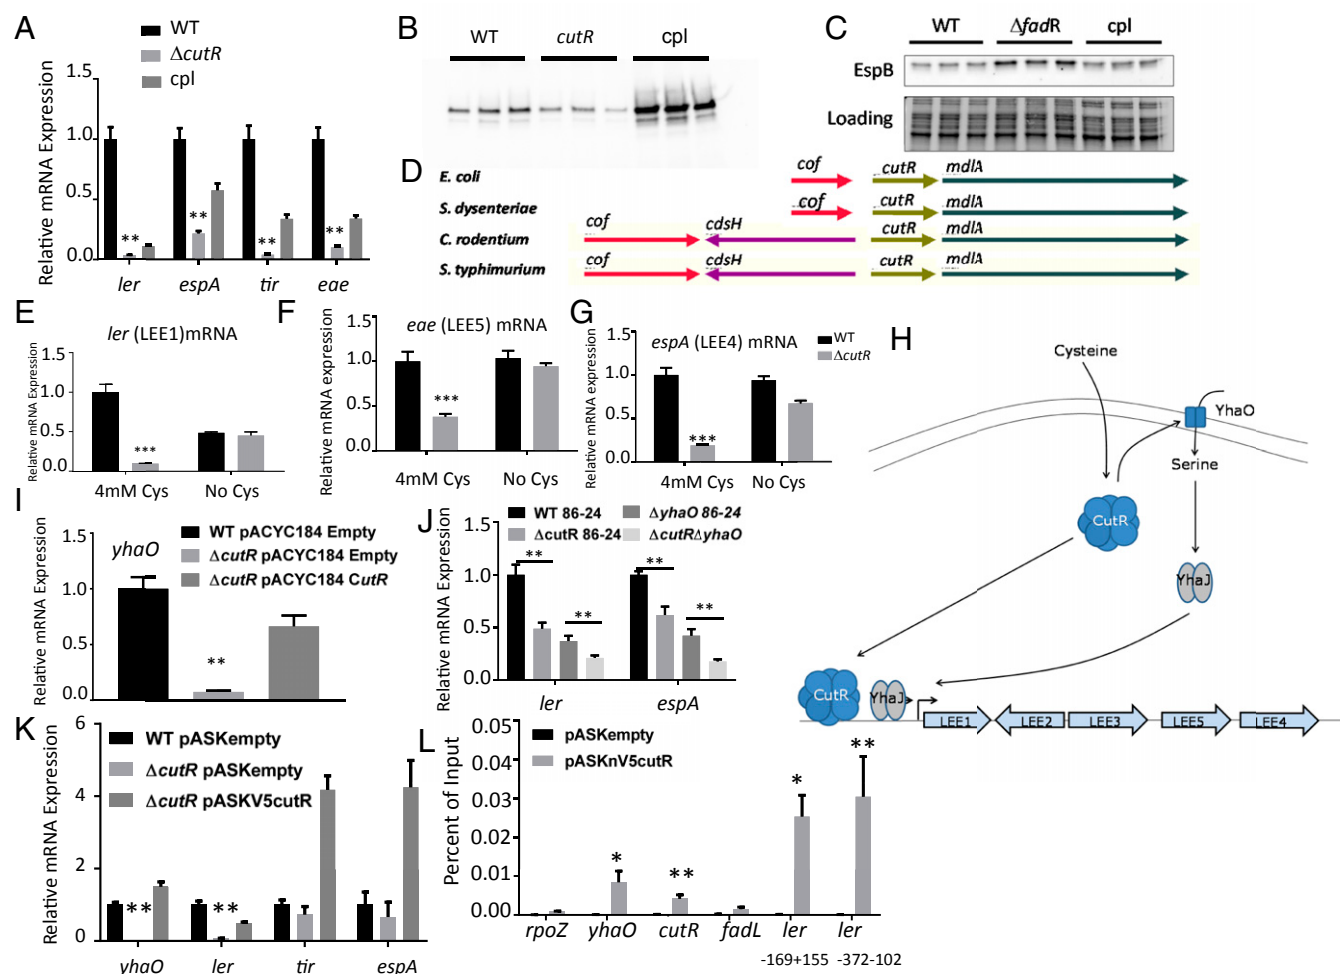 A
WT
ΔcutR
cpl
Relative mRNA Expression
1.5
1.0
0.5
0.0
**
**
**
**
ler
espA
tir
eae
B
WT
cutR
cpl
C
WT
ΔfadR
cpl
EspB
Loading
D
E. coli
cof
cutR
mdlA
S. dysenteriae
cof
cutR
mdlA
C. rodentium
cof
cdsH
cutR
mdlA
S. typhimurium
cof
cdsH
cutR
mdlA
E
ler (LEE1)mRNA
Relative mRNA Expression
1.5
1.0
0.5
0.0
***
4mM Cys
No Cys
F
eae (LEE5) mRNA
Relative mRNA expression
1.5
1.0
0.5
0.0
***
4mM Cys
No Cys
G
espA (LEE4) mRNA
WT
ΔcutR
Relative mRNA expression
1.5
1.0
0.5
0.0
***
4mM Cys
No Cys
H
Cysteine
YhaO
Serine
CutR
YhaJ
CutR
YhaJ
LEE1
LEE2
LEE3
LEE5
LEE4
I
yhaO
WT pACYC184 Empty
ΔcutR pACYC184 Empty
ΔcutR pACYC184 CutR
Relative mRNA Expression
1.5
1.0
0.5
0.0
**
J
WT 86-24
ΔcutR 86-24
ΔyhaO 86-24
ΔcutRΔyhaO
Relative mRNA Expression
1.5
1.0
0.5
0.0
**
**
**
**
ler
espA
K
WT pASKempty
ΔcutR pASKempty
ΔcutR pASKV5cutR
Relative mRNA Expression
6
4
2
0
**
**
yhaO
ler
tir
espA
L
pASKempty
pASKnV5cutR
Percent of Input
0.05
0.04
0.03
0.02
0.01
0.00
*
**
*
**
rpoZ
yhaO
cutR
fadL
ler
ler
-169+155
-372-102